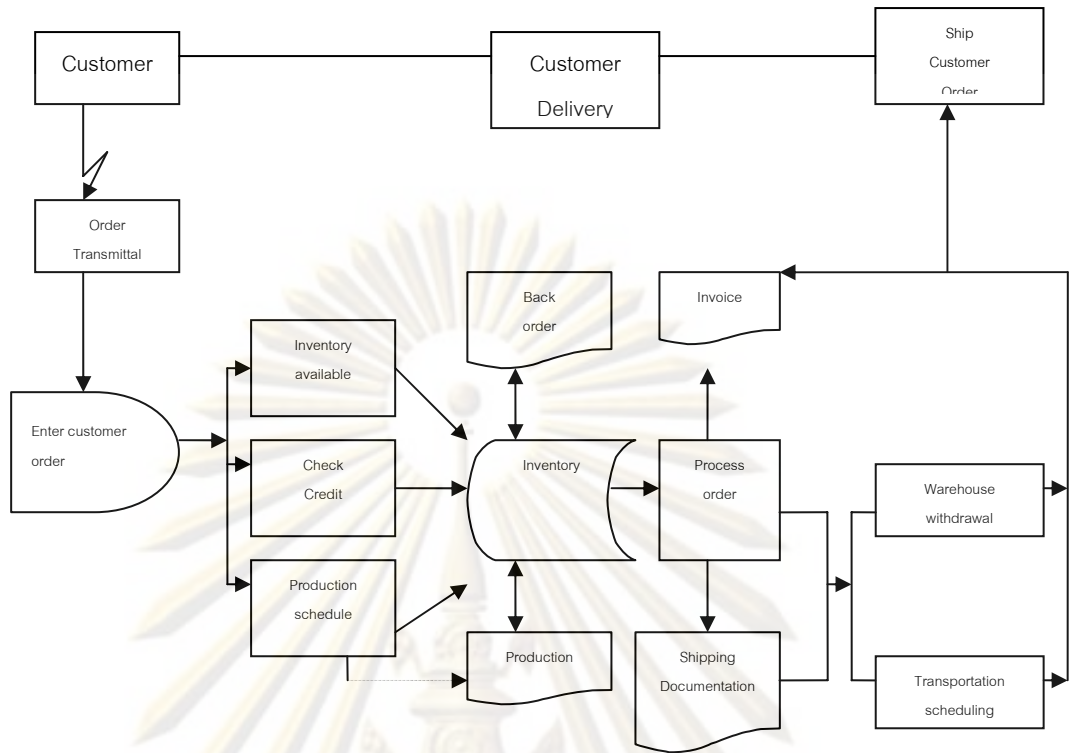 Customer
Customer
Delivery
Ship
Customer
Order
Order
Transmittal
Enter customer
order
Inventory
available
Check
Credit
Production
schedule
Back
order
Inventory
Production
Invoice
Process
order
Shipping
Documentation
Warehouse
withdrawal
Transportation
scheduling